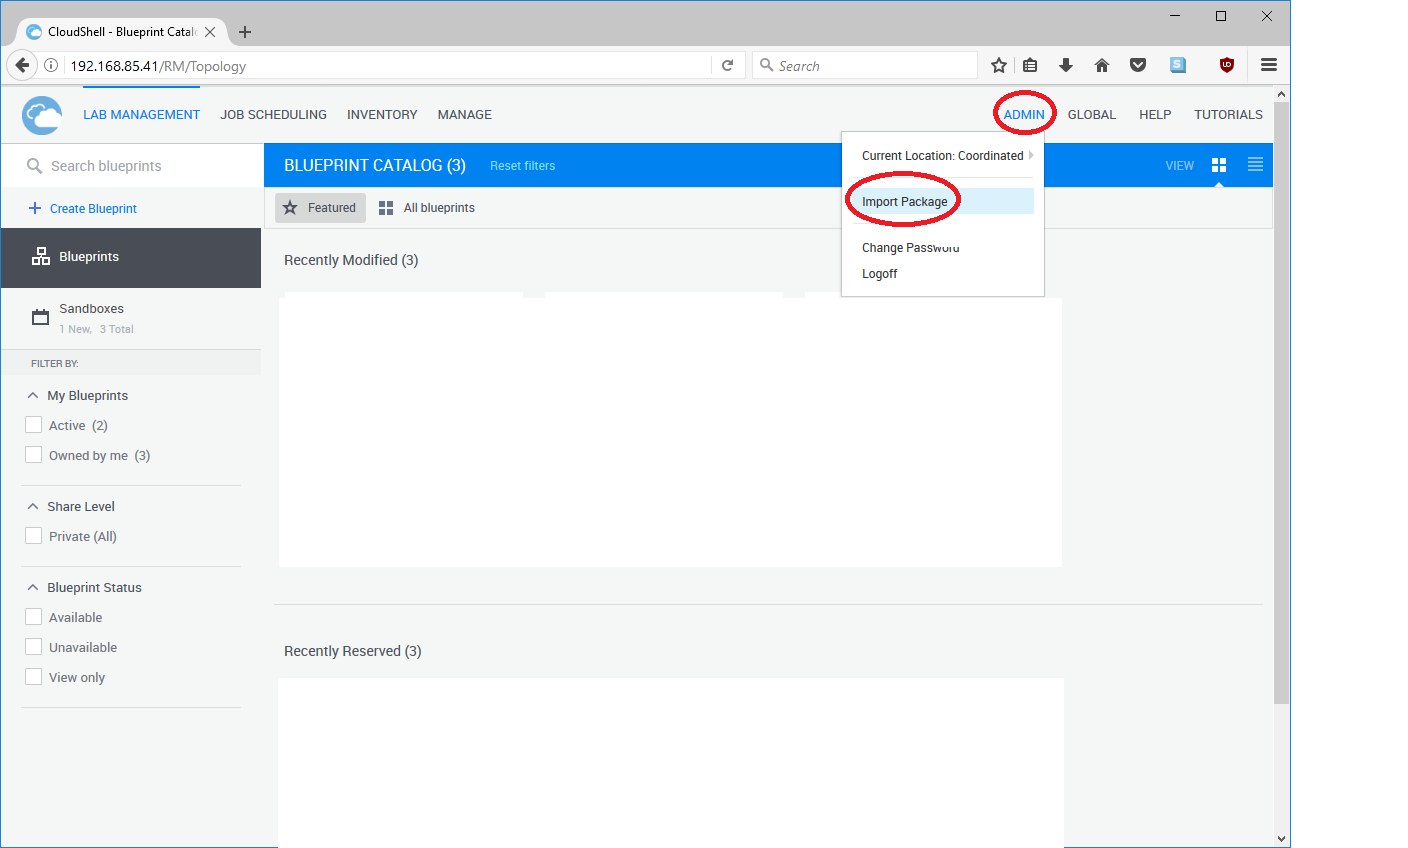 CloudShell - Blueprint Catal
192.168.85.41/RM/Topology
Search
LAB MANAGEMENT JOB SCHEDULING INVENTORY MANAGE ADMIN GLOBAL HELP TUTORIALS
Search blueprints
BLUEPRINT CATALOG (3) Reset filters VIEW
Current Location: Coordinated
Import Package
Change Password
Logoff
Create Blueprint
Featured All blueprints
Blueprints
Recently Modified (3)
Sandboxes
1 New, 3 Total
FILTER BY:
My Blueprints
Active (2)
Owned by me (3)
Share Level
Private (All)
Blueprint Status
Available
Unavailable
View only
Recently Reserved (3)